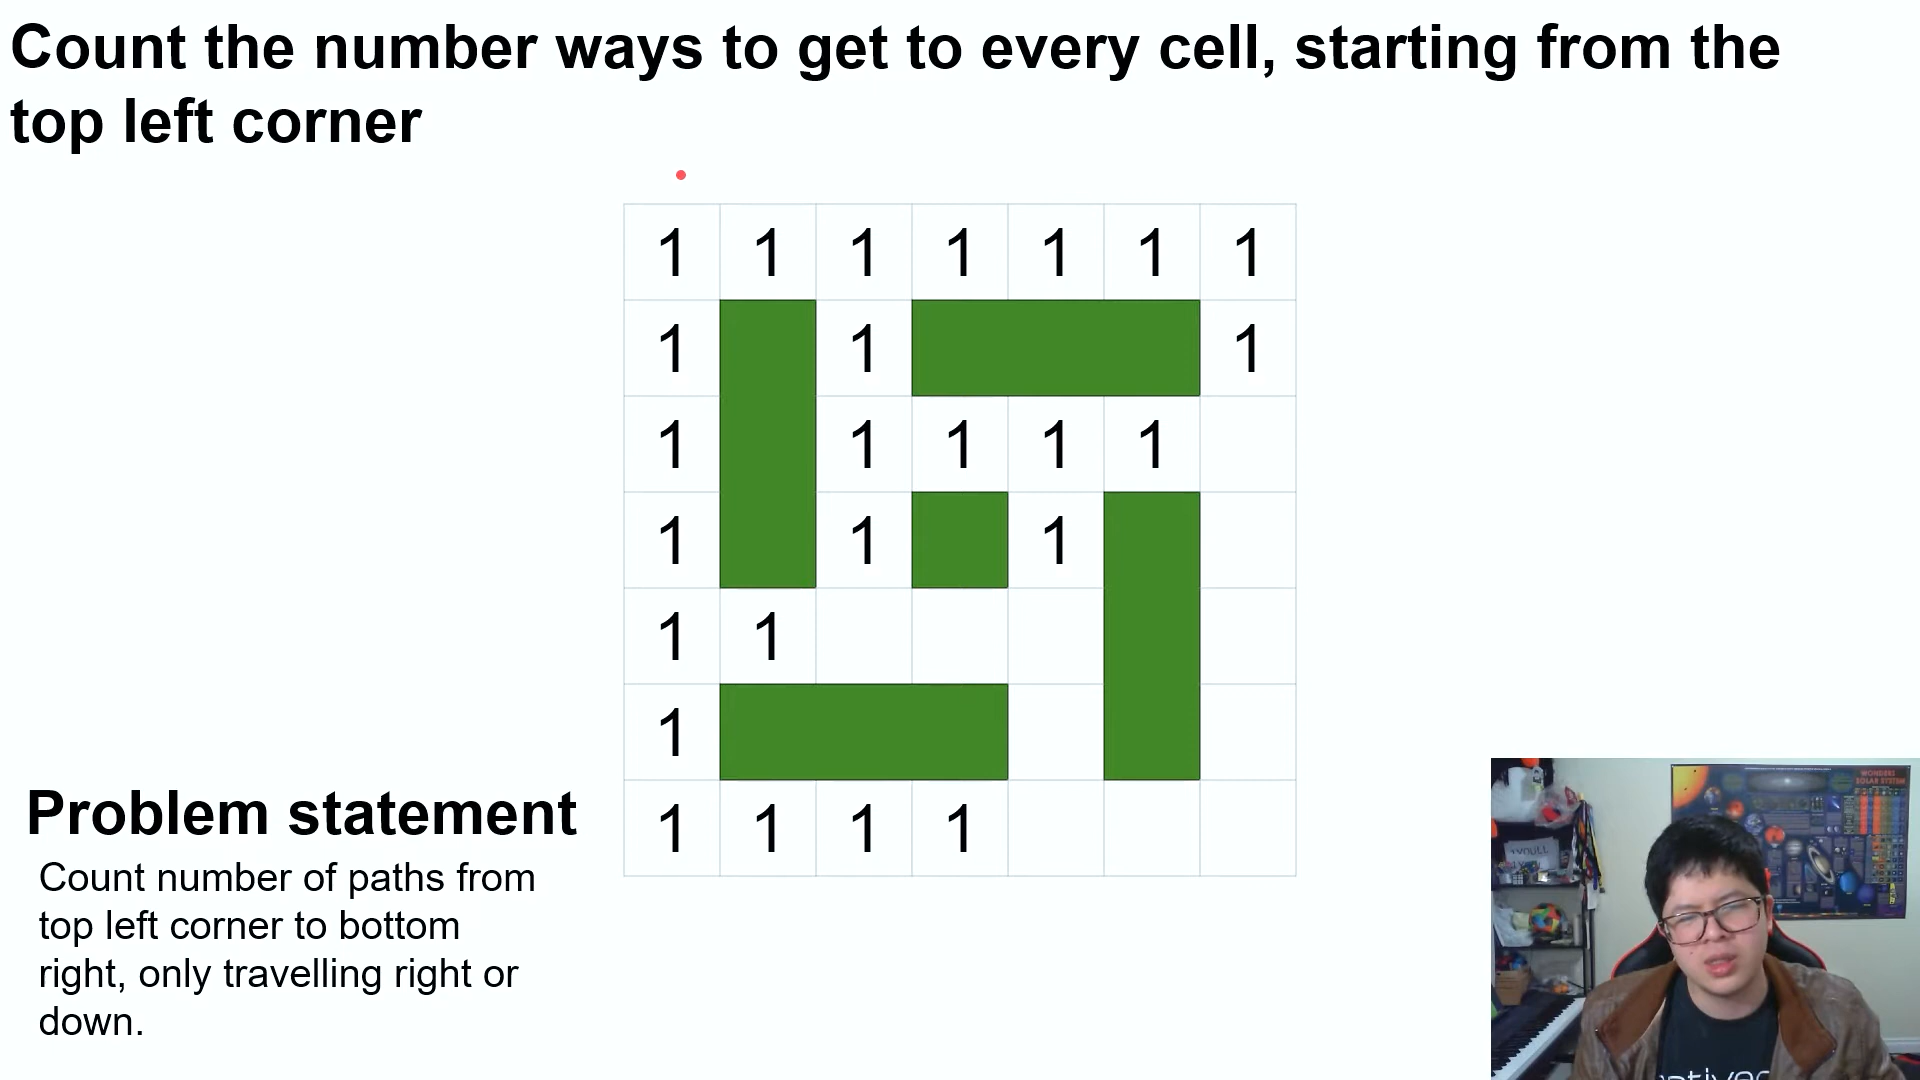 Count the number ways to get to every cell, starting from the
top left corner
1 1 1 1 1 1 1
1 1 1
1 1 1 1 1
1 1 1
1 1
1
1 1 1 1
Problem statement
Count number of paths from
top left corner to bottom
right, only travelling right or
down.
WONDERS
SOLAR SYSTEM